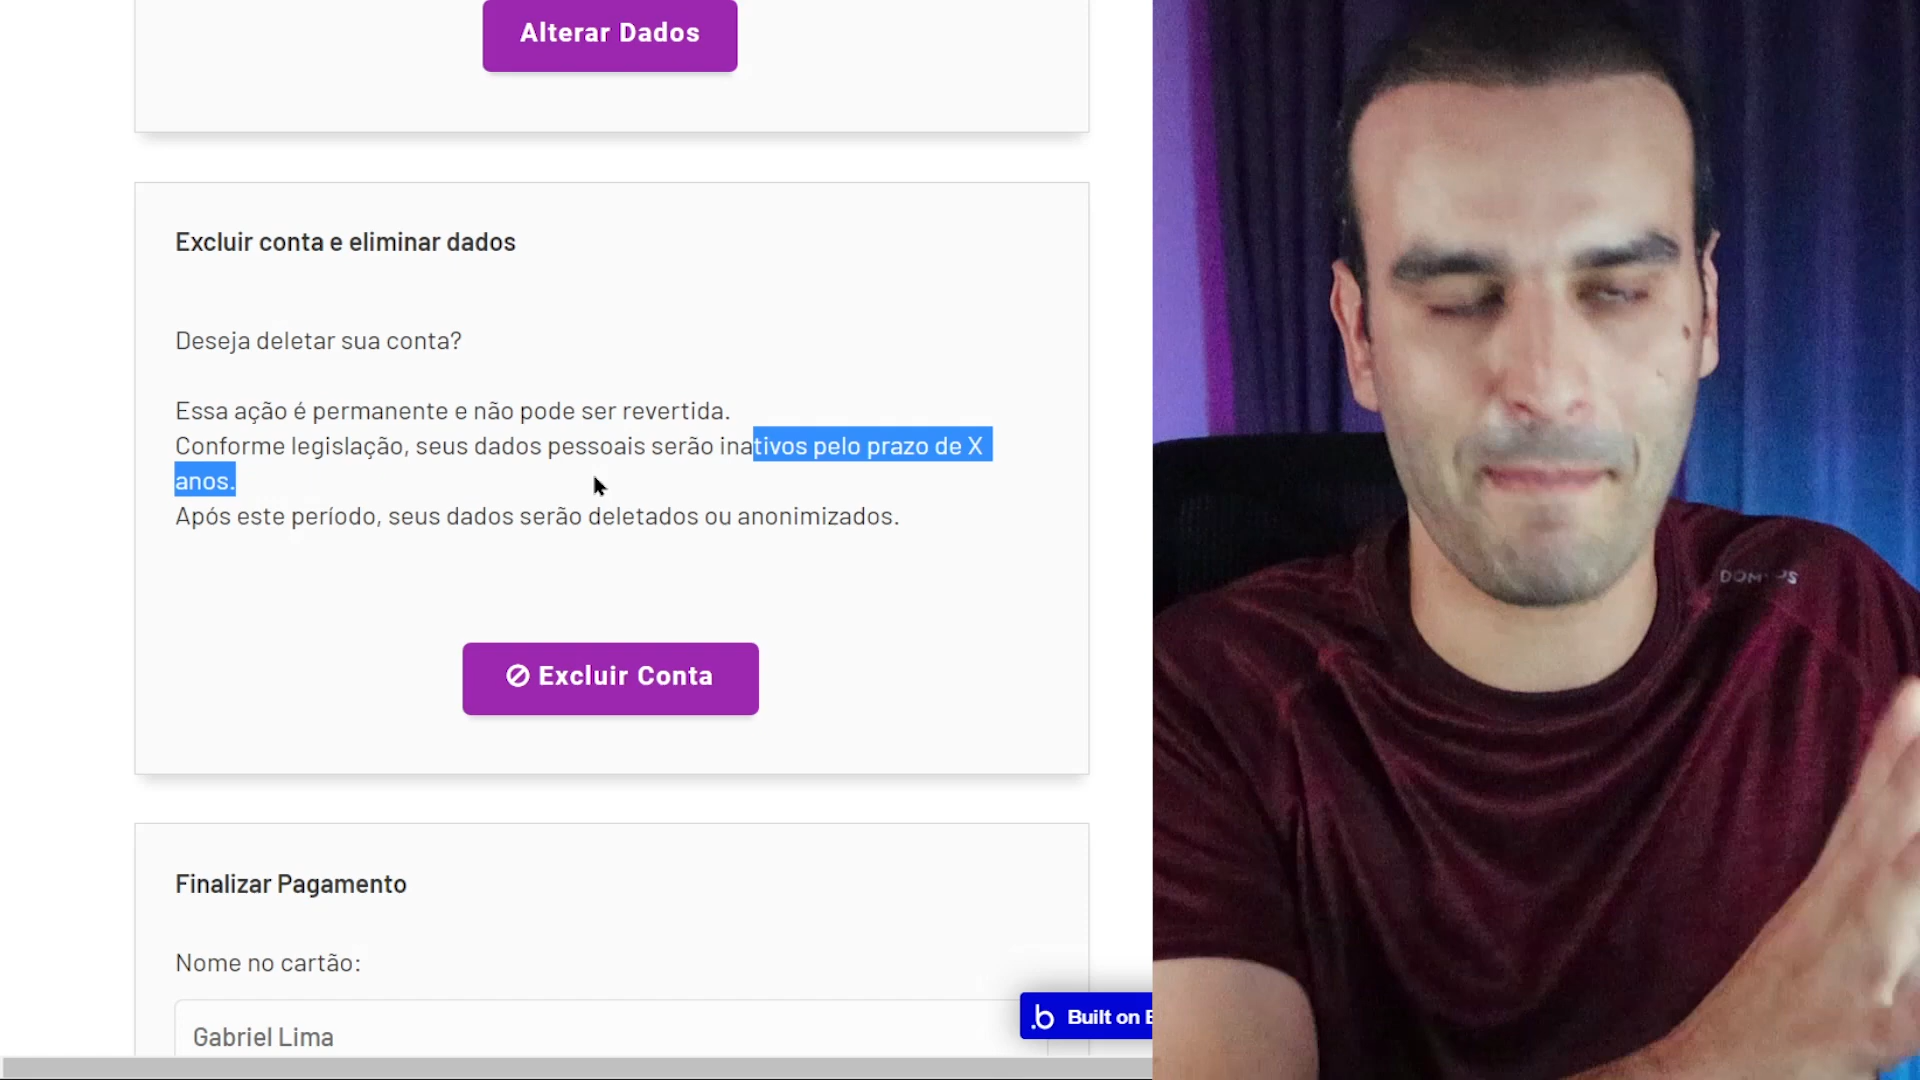 Alterar Dados
Excluir conta e eliminar dados
Deseja deletar sua conta?
Essa ação é permanente e não pode ser revertida.
Conforme legislação, seus dados pessoais serão inativos pelo prazo de X
anos.
Após este período, seus dados serão deletados ou anonimizados.
Excluir Conta
Finalizar Pagamento
Nome no cartão:
Gabriel Lima
.b Built on